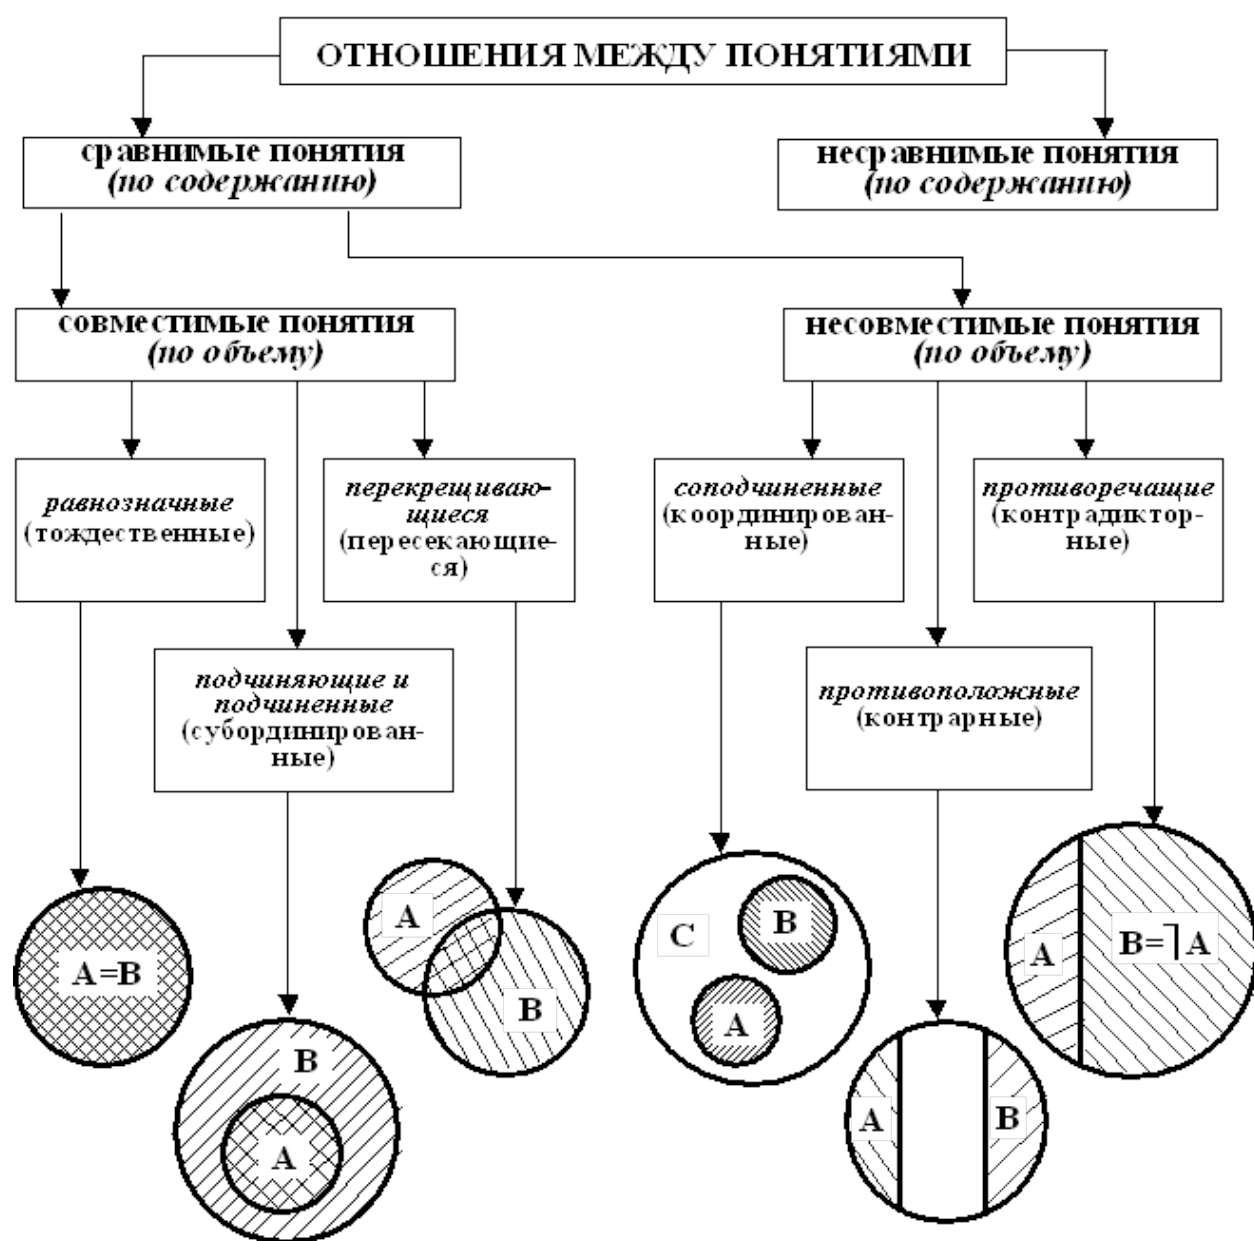 ОТНОШЕНИЯ МЕЖДУ ПОНЯТИЯМИ
сравнимые понятия
(по содержанию)
несравнимые понятия
(по содержанию)
совместимые понятия
(по объему)
несовместимые понятия
(по объему)
равнозначные
(тождественные)
перекрещиваю-
щиеся
(пересекающие-
ся)
соподчиненные
(координирован-
ные)
противоречащие
(контрадиктор-
ные)
подчиняющие и
подчиненные
(субординирован-
ные)
противоположные
(контрарные)
A=B
B
A
A
B
C
B
A
A
B
A
B=⎤A